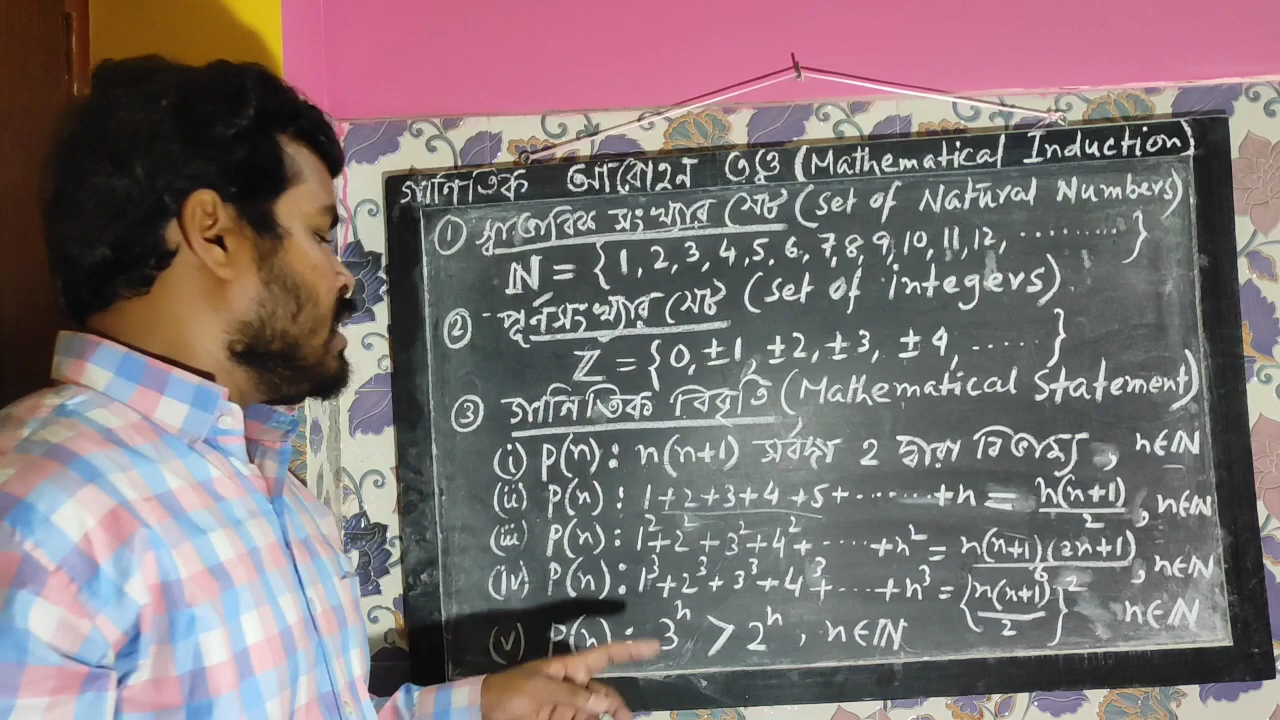 গাণিতিক আরোহন তত্ত্ব (Mathematical Induction)
① স্বাভাবিক সংখ্যার সেট (Set of Natural Numbers)
ℕ = {1, 2, 3, 4, 5, 6, 7, 8, 9, 10, 11, 12, ......... }
② পূর্নসংখ্যার সেট (Set of integers)
ℤ = {0, ±1, ±2, ±3, ±4, ..... }
③ গানিতিক বিবৃতি (Mathematical Statement)
(i) P(n) : n(n+1) সর্বদা 2 দ্বারা বিভাজ্য, n∈ℕ
(ii) P(n) : 1+2+3+4+5+ ...... +n = n(n+1)/2, n∈ℕ
(iii) P(n) : 1²+2²+3²+4²+ ..... +n² = n(n+1)(2n+1)/6, n∈ℕ
(iv) P(n) : 1³+2³+3³+4³+ .... +n³ = {n(n+1)/2}² n∈ℕ
(v) P(n) : 3ⁿ > 2ⁿ, n∈ℕ